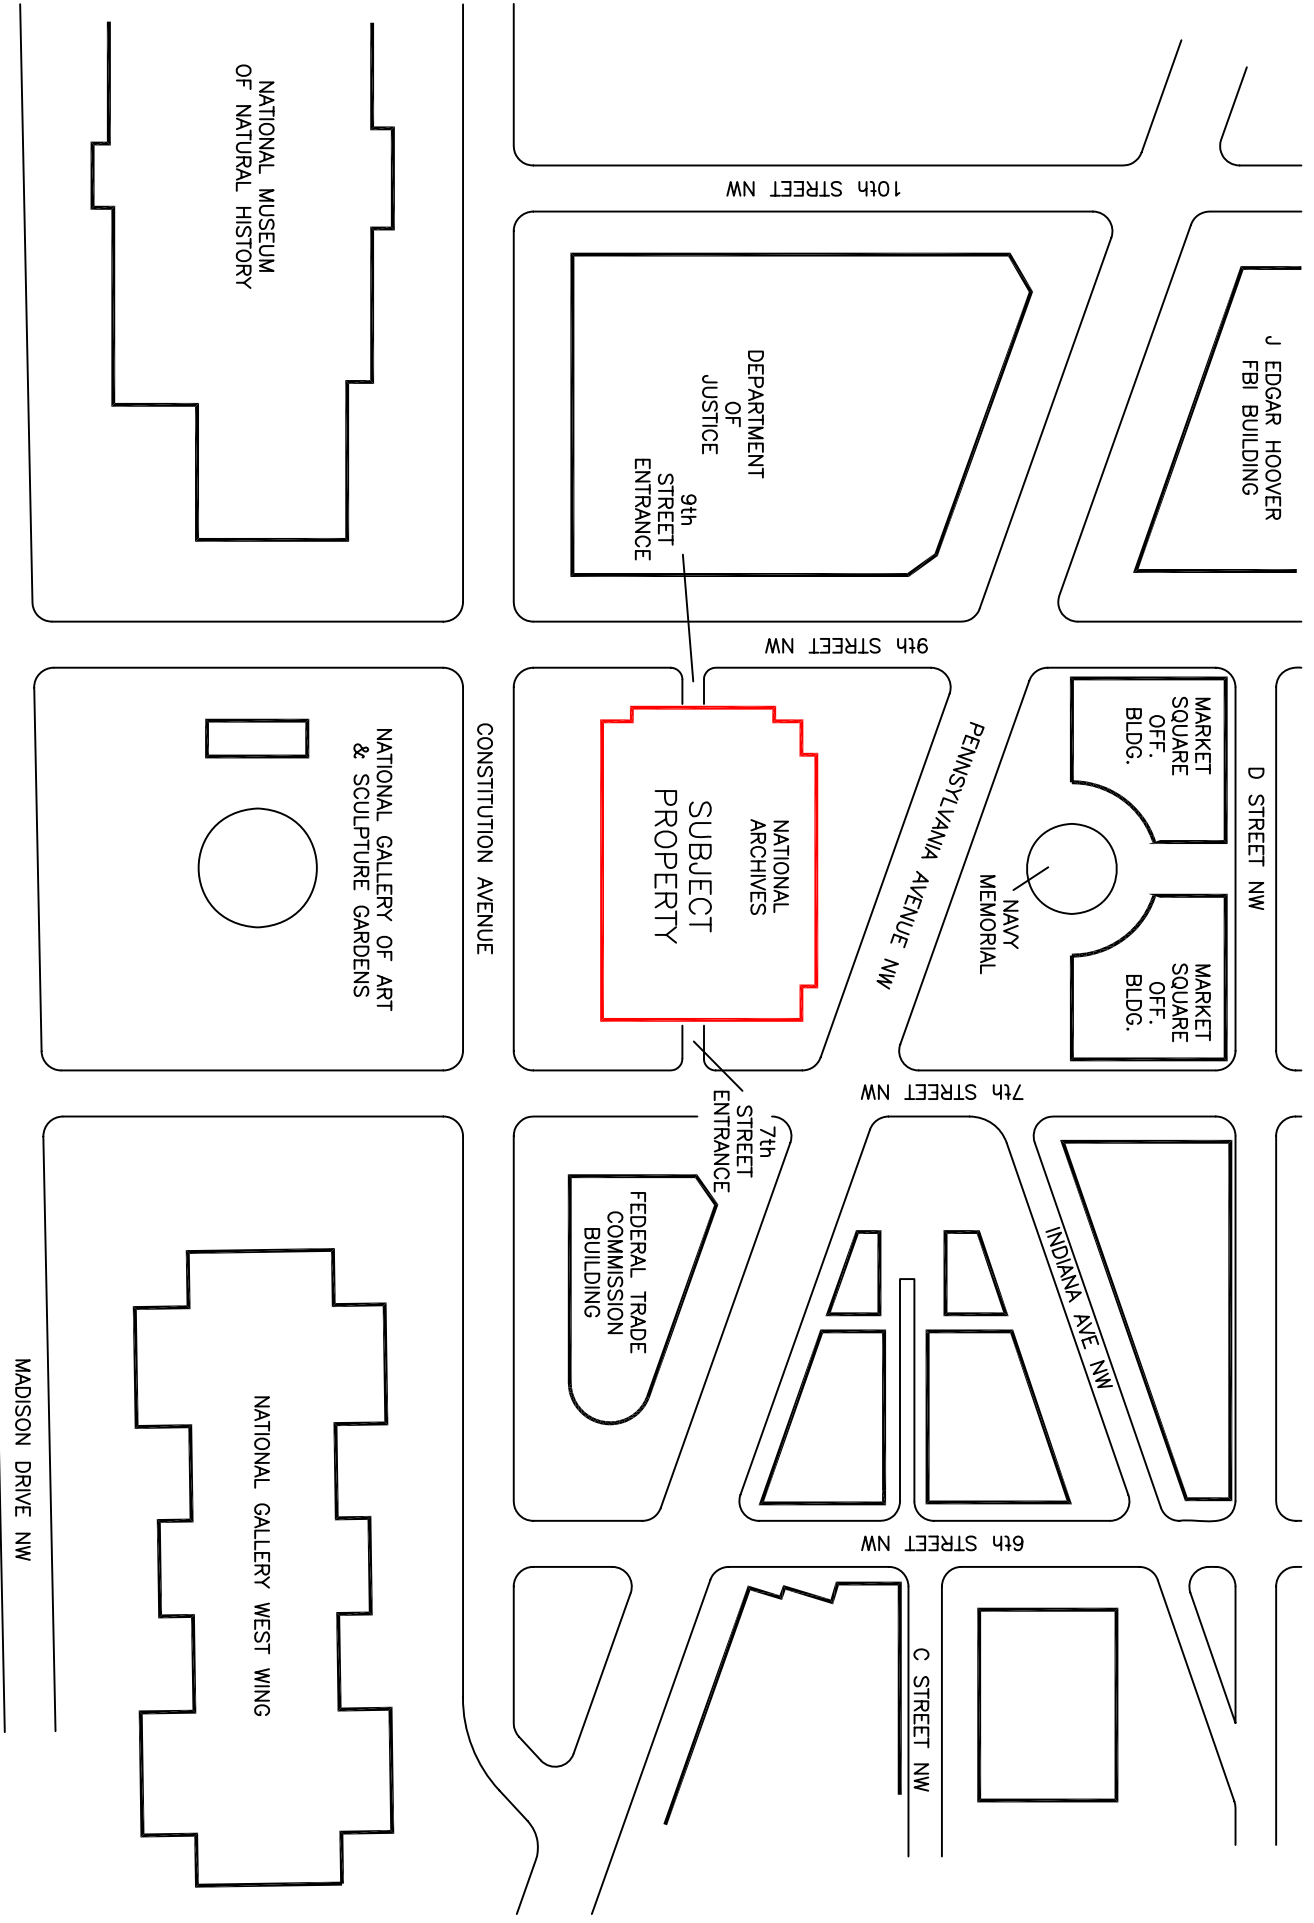 10th STREET NW
J EDGAR HOOVER
FBI BUILDING
DEPARTMENT
OF
JUSTICE
9th
STREET
ENTRANCE
NATIONAL MUSEUM
OF NATURAL HISTORY
9th STREET NW
D STREET NW
MARKET
SQUARE
OFF.
BLDG.
MARKET
SQUARE
OFF.
BLDG.
NAVY
MEMORIAL
PENNSYLVANIA AVENUE NW
NATIONAL
ARCHIVES
SUBJECT
PROPERTY
CONSTITUTION AVENUE
NATIONAL GALLERY OF ART
& SCULPTURE GARDENS
7th STREET NW
7th
STREET
ENTRANCE
INDIANA AVE NW
FEDERAL TRADE
COMMISSION
BUILDING
NATIONAL GALLERY WEST WING
MADISON DRIVE NW
6th STREET NW
C STREET NW